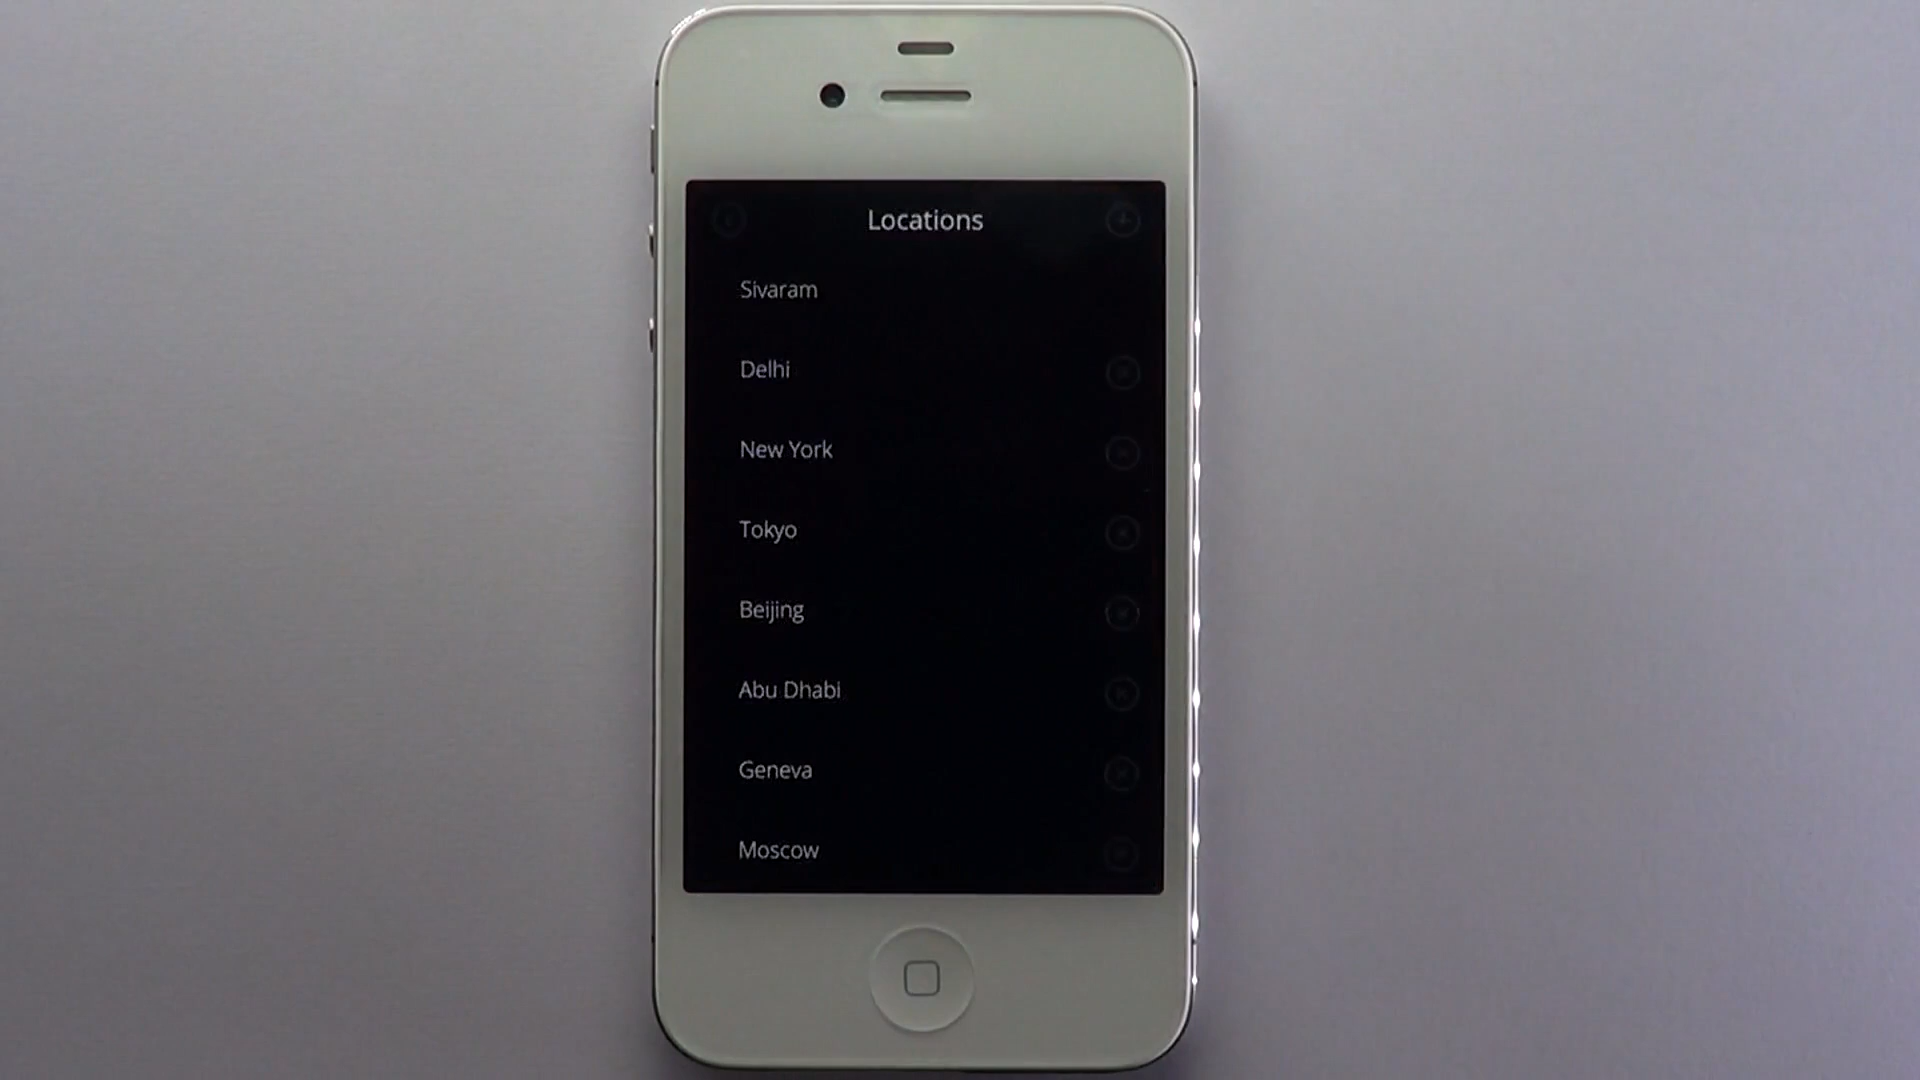 Locations
Sivaram
Delhi
New York
Tokyo
Beijing
Abu Dhabi
Geneva
Moscow